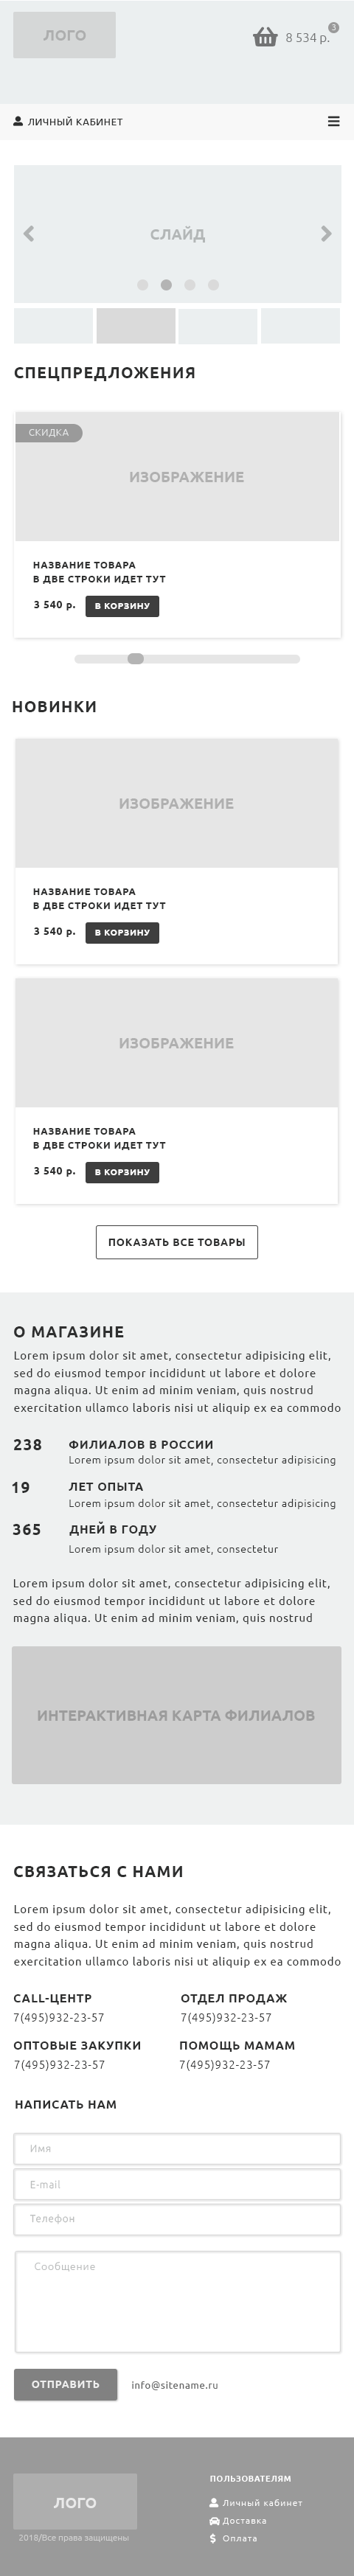 ЛОГО
8 534 р.
3
ЛИЧНЫЙ КАБИНЕТ
СЛАЙД
СПЕЦПРЕДЛОЖЕНИЯ
СКИДКА
ИЗОБРАЖЕНИЕ
НАЗВАНИЕ ТОВАРА
В ДВЕ СТРОКИ ИДЕТ ТУТ
3 540 р.
В КОРЗИНУ
НОВИНКИ
ИЗОБРАЖЕНИЕ
НАЗВАНИЕ ТОВАРА
В ДВЕ СТРОКИ ИДЕТ ТУТ
3 540 р.
В КОРЗИНУ
ИЗОБРАЖЕНИЕ
НАЗВАНИЕ ТОВАРА
В ДВЕ СТРОКИ ИДЕТ ТУТ
3 540 р.
В КОРЗИНУ
ПОКАЗАТЬ ВСЕ ТОВАРЫ
О МАГАЗИНЕ
Lorem ipsum dolor sit amet, consectetur adipisicing elit,
sed do eiusmod tempor incididunt ut labore et dolore
magna aliqua. Ut enim ad minim veniam, quis nostrud
exercitation ullamco laboris nisi ut aliquip ex ea commodo
238 ФИЛИАЛОВ В РОССИИ
Lorem ipsum dolor sit amet, consectetur adipisicing
19 ЛЕТ ОПЫТА
Lorem ipsum dolor sit amet, consectetur adipisicing
365 ДНЕЙ В ГОДУ
Lorem ipsum dolor sit amet, consectetur
Lorem ipsum dolor sit amet, consectetur adipisicing elit,
sed do eiusmod tempor incididunt ut labore et dolore
magna aliqua. Ut enim ad minim veniam, quis nostrud
ИНТЕРАКТИВНАЯ КАРТА ФИЛИАЛОВ
СВЯЗАТЬСЯ С НАМИ
Lorem ipsum dolor sit amet, consectetur adipisicing elit,
sed do eiusmod tempor incididunt ut labore et dolore
magna aliqua. Ut enim ad minim veniam, quis nostrud
exercitation ullamco laboris nisi ut aliquip ex ea commodo
CALL-ЦЕНТР
7(495)932-23-57
ОТДЕЛ ПРОДАЖ
7(495)932-23-57
ОПТОВЫЕ ЗАКУПКИ
7(495)932-23-57
ПОМОЩЬ МАМАМ
7(495)932-23-57
НАПИСАТЬ НАМ
Имя
E-mail
Телефон
Сообщение
ОТПРАВИТЬ
info@sitename.ru
ЛОГО
2018/Все права защищены
ПОЛЬЗОВАТЕЛЯМ
Личный кабинет
Доставка
Оплата